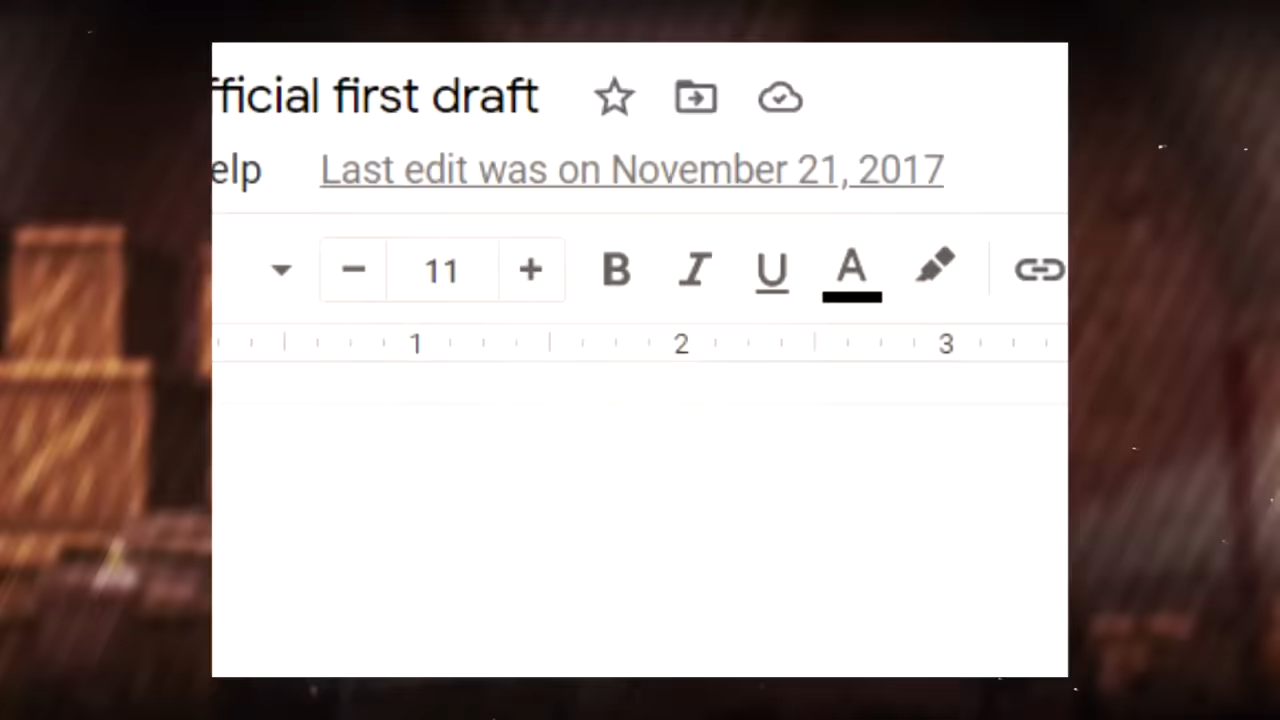 fficial first draft
elp Last edit was on November 21, 2017
− 11 + B I U A
1 2 3